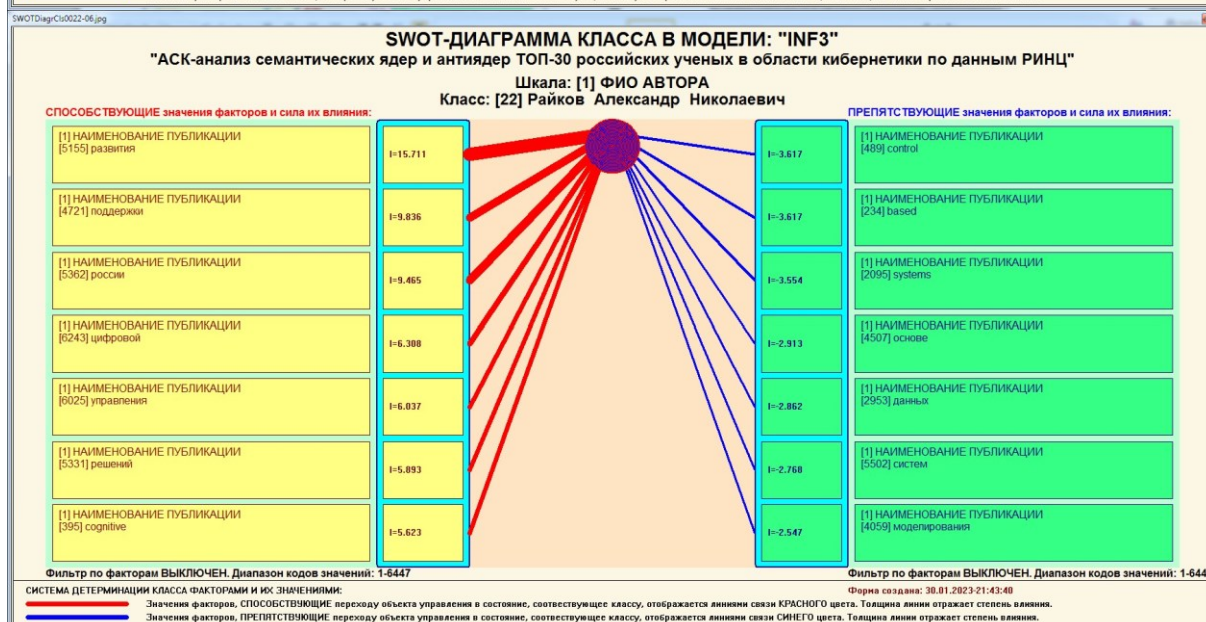 SWOTDiagrCls0022-06.jpg
SWOT-ДИАГРАММА КЛАССА В МОДЕЛИ: "INF3"
"АСК-анализ семантических ядер и антиядер ТОП-30 российских ученых в области кибернетики по данным РИНЦ"
Шкала: [1] ФИО АВТОРА
Класс: [22] Райков Александр Николаевич
СПОСОБСТВУЮЩИЕ значения факторов и сила их влияния:
[1] НАИМЕНОВАНИЕ ПУБЛИКАЦИИ
[5155] развития
I=15.711
[1] НАИМЕНОВАНИЕ ПУБЛИКАЦИИ
[4721] поддержки
I=9.836
[1] НАИМЕНОВАНИЕ ПУБЛИКАЦИИ
[5362] россии
I=9.465
[1] НАИМЕНОВАНИЕ ПУБЛИКАЦИИ
[6243] цифровой
I=6.308
[1] НАИМЕНОВАНИЕ ПУБЛИКАЦИИ
[6025] управления
I=6.037
[1] НАИМЕНОВАНИЕ ПУБЛИКАЦИИ
[5331] решений
I=5.893
[1] НАИМЕНОВАНИЕ ПУБЛИКАЦИИ
[395] cognitive
I=5.623
ПРЕПЯТСТВУЮЩИЕ значения факторов и сила их влияния:
I=-3.617
[1] НАИМЕНОВАНИЕ ПУБЛИКАЦИИ
[489] control
I=-3.617
[1] НАИМЕНОВАНИЕ ПУБЛИКАЦИИ
[234] based
I=-3.554
[1] НАИМЕНОВАНИЕ ПУБЛИКАЦИИ
[2095] systems
I=-2.913
[1] НАИМЕНОВАНИЕ ПУБЛИКАЦИИ
[4507] основе
I=-2.862
[1] НАИМЕНОВАНИЕ ПУБЛИКАЦИИ
[2953] данных
I=-2.768
[1] НАИМЕНОВАНИЕ ПУБЛИКАЦИИ
[5502] систем
I=-2.547
[1] НАИМЕНОВАНИЕ ПУБЛИКАЦИИ
[4059] моделирования
Фильтр по факторам ВЫКЛЮЧЕН. Диапазон кодов значений: 1-6447
Фильтр по факторам ВЫКЛЮЧЕН. Диапазон кодов значений: 1-644
СИСТЕМА ДЕТЕРМИНАЦИИ КЛАССА ФАКТОРАМИ И ИХ ЗНАЧЕНИЯМИ:
Форма создана: 30.01.2023-21:43:40
Значения факторов, СПОСОБСТВУЮЩИЕ переходу объекта управления в состояние, соотвествующее классу, отображается линиями связи КРАСНОГО цвета. Толщина линии отражает степень влияния.
Значения факторов, ПРЕПЯТСТВУЮЩИЕ переходу объекта управления в состояние, соотвествующее классу, отображается линиями связи СИНЕГО цвета. Толщина линии отражает степень влияния.